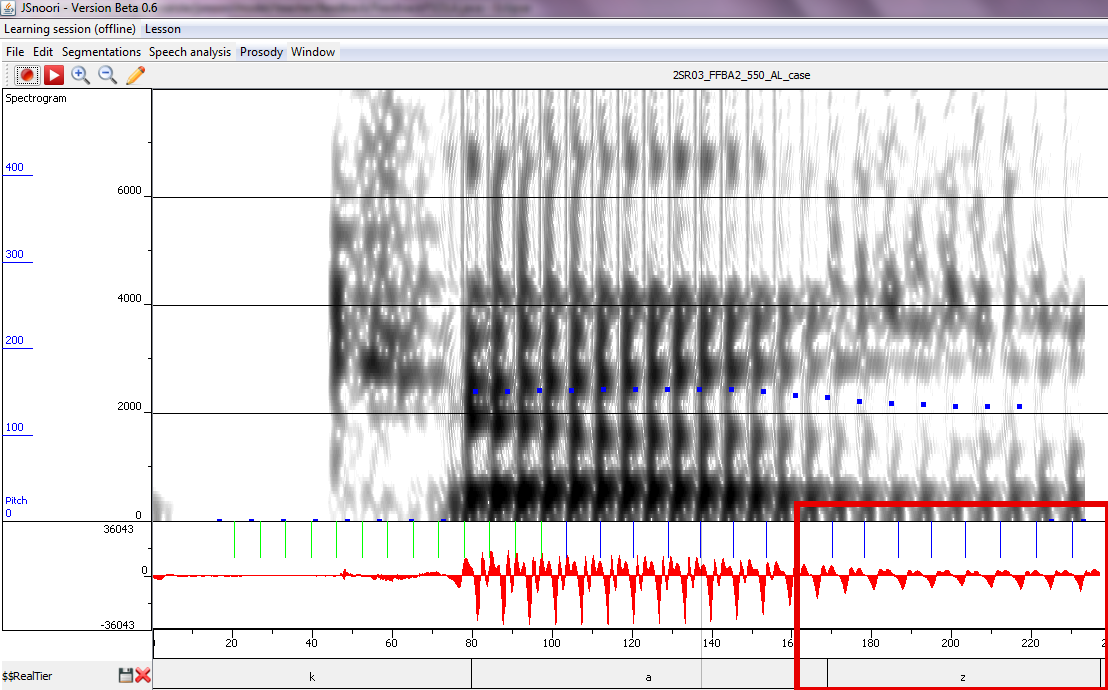 JSnoori - Version Beta 0.6
Learning session (offline) Lesson
File Edit Segmentations Speech analysis Prosody Window
2SR03_FFBA2_550_AL_case
Spectrogram
400
6000
300
4000
200
2000
100
Pitch
0
0
36043
0
-36043
20 40 60 80 100 120 140 16 180 200 220 2
$$RealTier
k a z